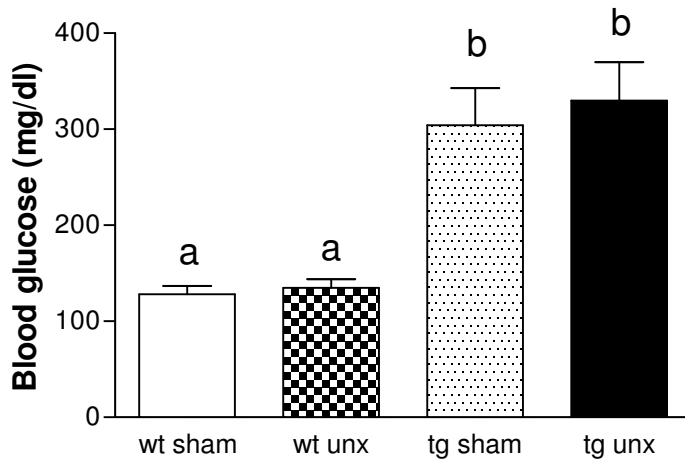 Blood glucose (mg/dl)
400
300
200
100
0
a
a
b
b
wt sham
wt unx
tg sham
tg unx